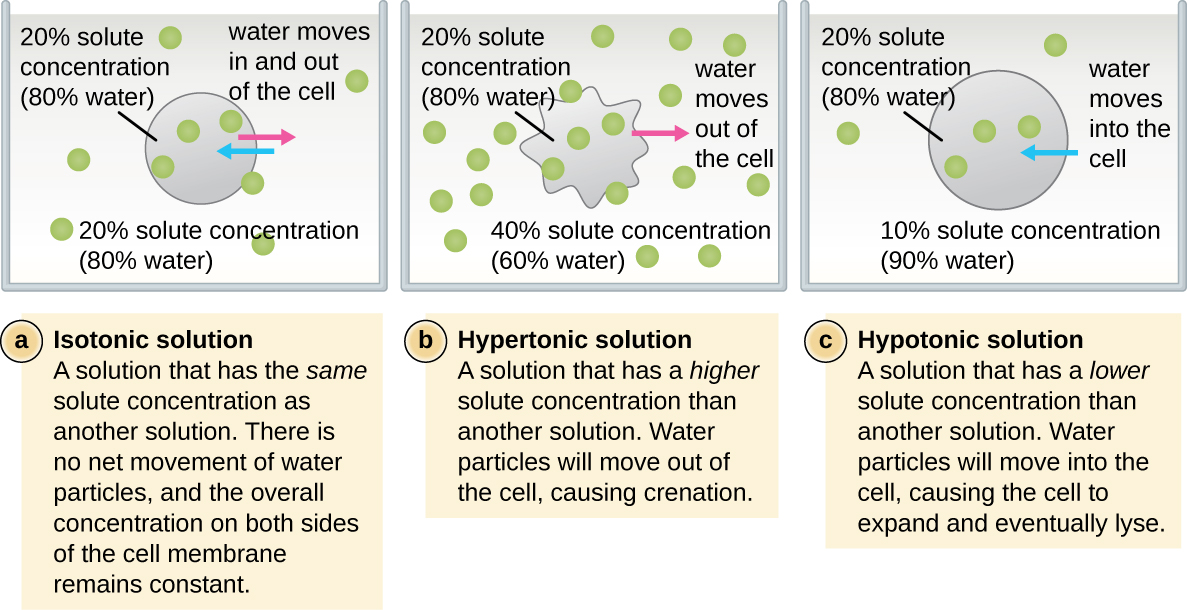 20% solute
concentration
(80% water)
water moves
in and out
of the cell
20% solute concentration
(80% water)
20% solute
concentration
(80% water)
water
moves
out of
the cell
40% solute concentration
(60% water)
20% solute
concentration
(80% water)
water
moves
into the
cell
10% solute concentration
(90% water)
a
Isotonic solution
A solution that has the same
solute concentration as
another solution. There is
no net movement of water
particles, and the overall
concentration on both sides
of the cell membrane
remains constant.
b
Hypertonic solution
A solution that has a higher
solute concentration than
another solution. Water
particles will move out of
the cell, causing crenation.
c
Hypotonic solution
A solution that has a lower
solute concentration than
another solution. Water
particles will move into the
cell, causing the cell to
expand and eventually lyse.